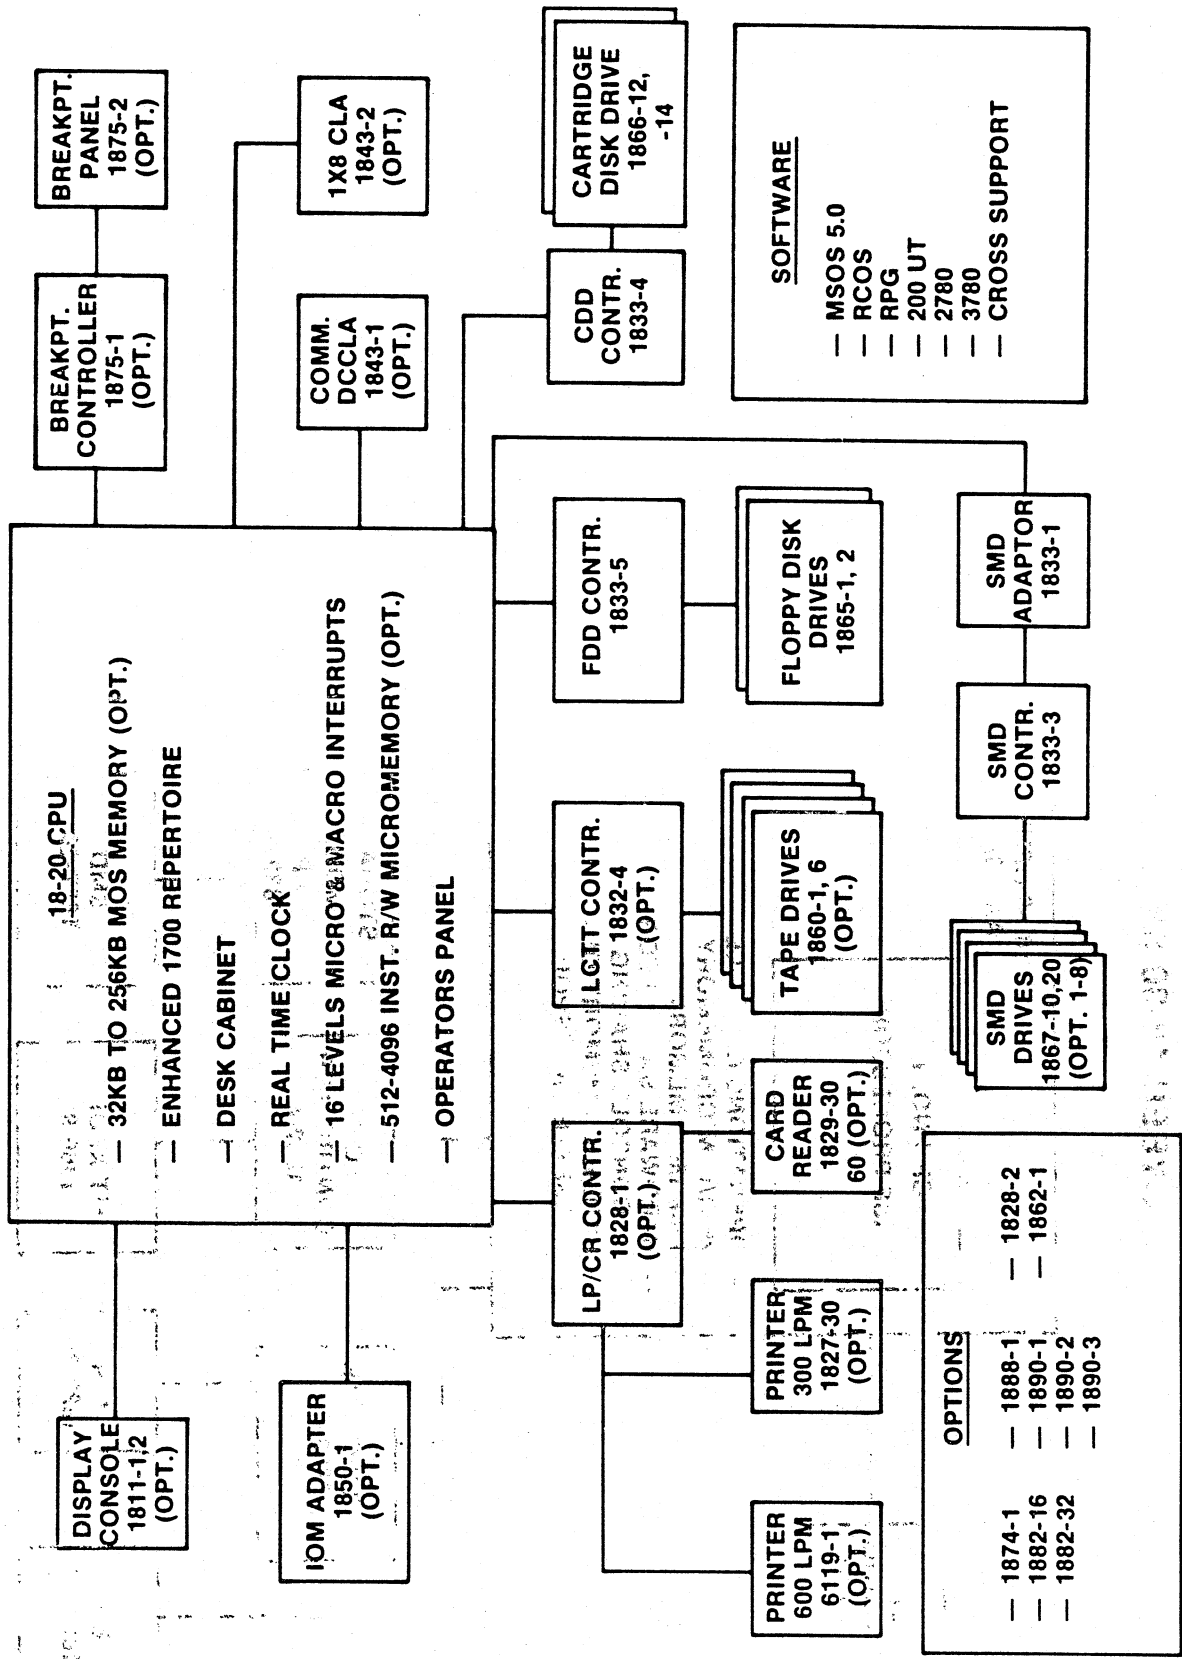 DISPLAY
CONSOLE
1811-1,2
(OPT.)
IOM ADAPTER
1850-1
(OPT.)
18-20 CPU
— 32KB TO 256KB MOS MEMORY (OPT.)
— ENHANCED 1700 REPERTOIRE
— DESK CABINET
— REAL TIME CLOCK
— 16 LEVELS MICRO & MACRO INTERRUPTS
— 512-4096 INST. R/W MICROMEMORY (OPT.)
— OPERATORS PANEL
BREAKPT.
CONTROLLER
1875-1
(OPT.)
BREAKPT.
PANEL
1875-2
(OPT.)
COMM.
DCCLA
1843-1
(OPT.)
1X8 CLA
1843-2
(OPT.)
CDD
CONTR.
1833-4
CARTRIDGE
DISK DRIVE
1866-12,
-14
LP/CR CONTR.
1828-1
(OPT.)
LCTT CONTR.
1832-4
(OPT.)
FDD CONTR.
1833-5
PRINTER
600 LPM
6119-1
(OPT.)
PRINTER
300 LPM
1827-30
(OPT.)
CARD
READER
1829-30
60 (OPT.)
TAPE DRIVES
1860-1, 6
(OPT.)
FLOPPY DISK
DRIVES
1865-1, 2
SMD
DRIVES
1867-10,20
(OPT. 1-8)
SMD
CONTR.
1833-3
SMD
ADAPTOR
1833-1
OPTIONS
— 1874-1
— 1882-16
— 1882-32
— 1888-1
— 1890-1
— 1890-2
— 1890-3
— 1828-2
— 1862-1
SOFTWARE
— MSOS 5.0
— RCOS
— RPG
— 200 UT
— 2780
— 3780
— CROSS SUPPORT